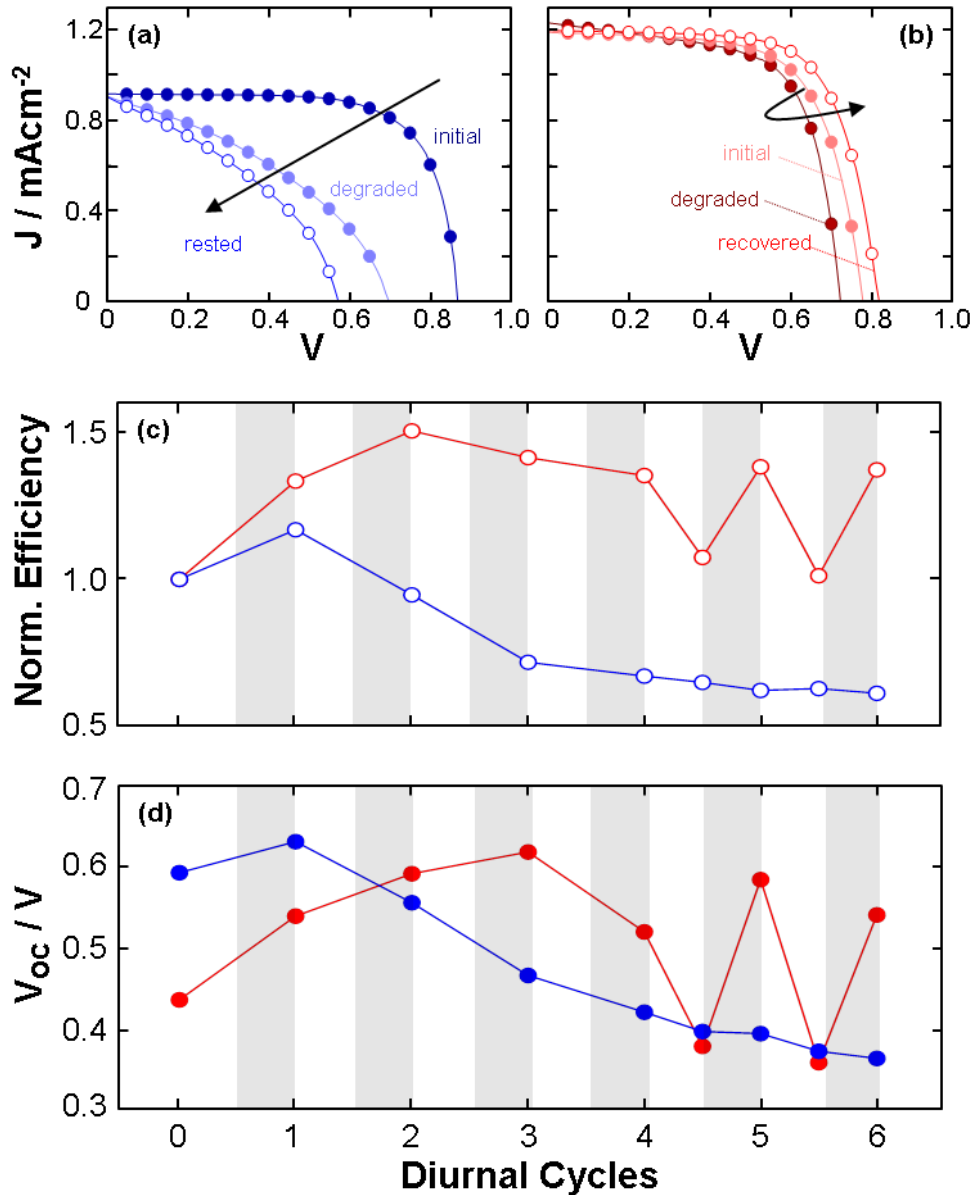 (a)
(b)
J / mAcm-2
1.2
0.8
0.4
0
initial
degraded
rested
initial
degraded
recovered
0 0.2 0.4 0.6 0.8 1.0
0 0.2 0.4 0.6 0.8 1.0
V
V
(c)
Norm. Efficiency
1.5
1.0
0.5
(d)
VOC / V
0.7
0.6
0.5
0.4
0.3
0 1 2 3 4 5 6
Diurnal Cycles